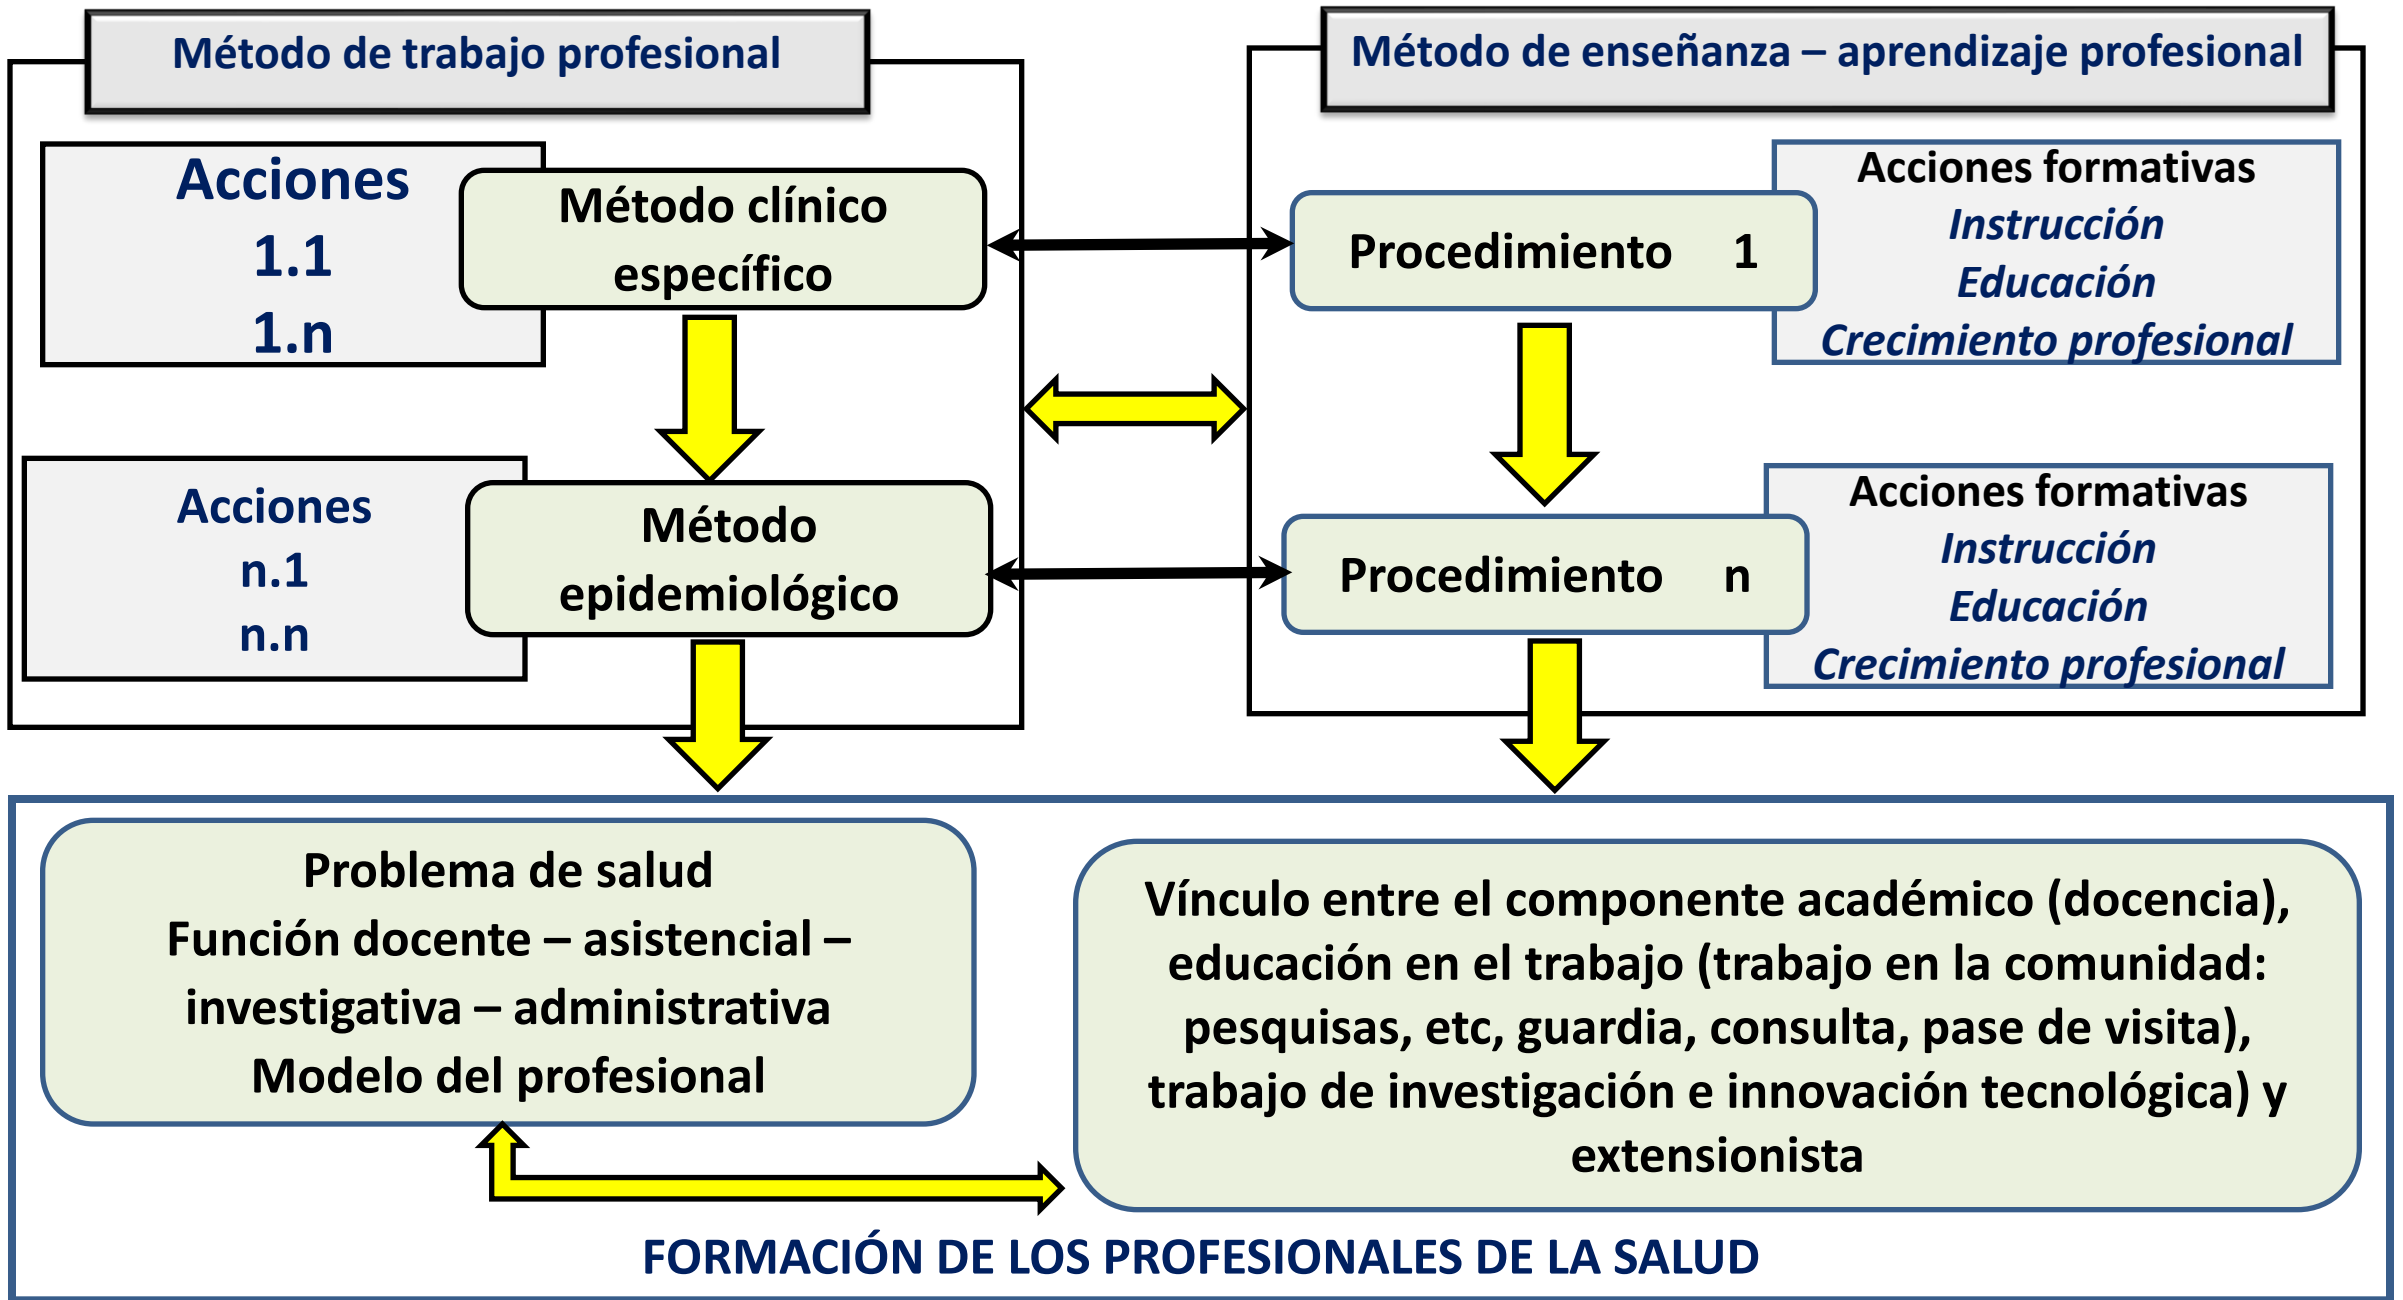 Método de trabajo profesional
Acciones
1.1
1.n
Método clínico
específico
Acciones
n.1
n.n
Método
epidemiológico
Método de enseñanza – aprendizaje profesional
Procedimiento 1
Acciones formativas
Instrucción
Educación
Crecimiento profesional
Procedimiento n
Acciones formativas
Instrucción
Educación
Crecimiento profesional
Problema de salud
Función docente – asistencial –
investigativa – administrativa
Modelo del profesional
Vínculo entre el componente académico (docencia),
educación en el trabajo (trabajo en la comunidad:
pesquisas, etc, guardia, consulta, pase de visita),
trabajo de investigación e innovación tecnológica) y
extensionista
FORMACIÓN DE LOS PROFESIONALES DE LA SALUD